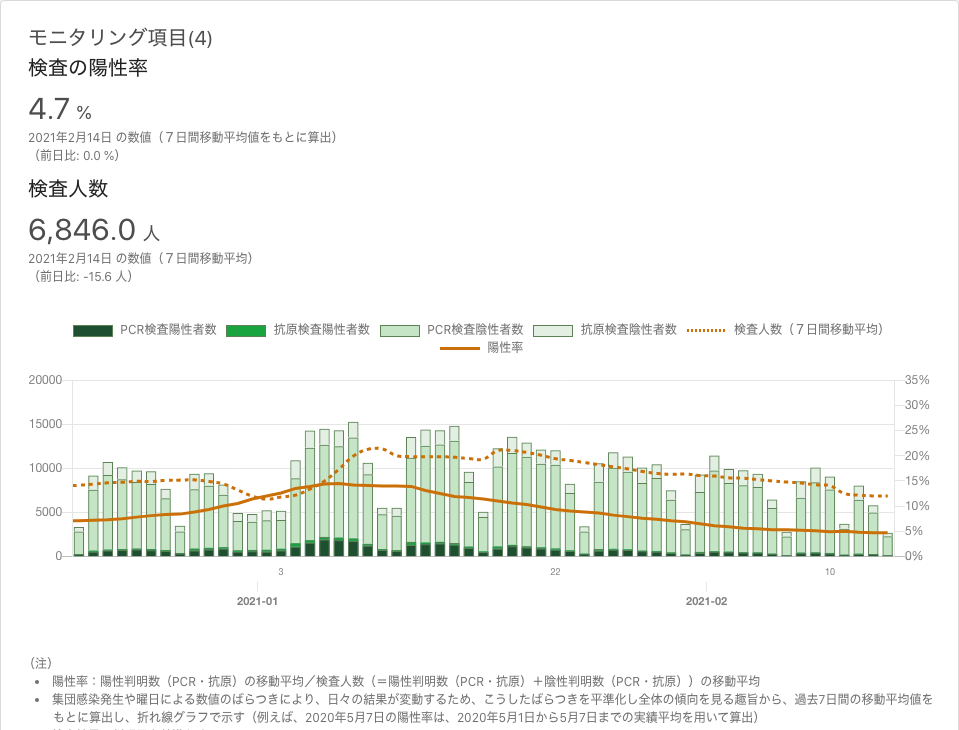 モニタリング項目(4)
検査の陽性率
4.7 %
2021年2月14日 の数値（７日間移動平均値をもとに算出）
（前日比: 0.0 %）
検査人数
6,846.0 人
2021年2月14日 の数値（７日間移動平均）
（前日比: -15.6 人）
PCR検査陽性者数 抗原検査陽性者数 PCR検査陰性者数 抗原検査陰性者数 検査人数（７日間移動平均）
陽性率
20000 35%
30%
15000 25%
20%
10000 15%
5000 10%
5%
0 0%
3 22 10
2021-01 2021-02
（注）
• 陽性率：陽性判明数（PCR・抗原）の移動平均／検査人数（＝陽性判明数（PCR・抗原）＋陰性判明数（PCR・抗原））の移動平均
• 集団感染発生や曜日による数値のばらつきにより、日々の結果が変動するため、こうしたばらつきを平準化し全体の傾向を見る趣旨から、過去7日間の移動平均値を
もとに算出し、折れ線グラフで示す（例えば、2020年5月7日の陽性率は、2020年5月1日から5月7日までの実績平均を用いて算出）